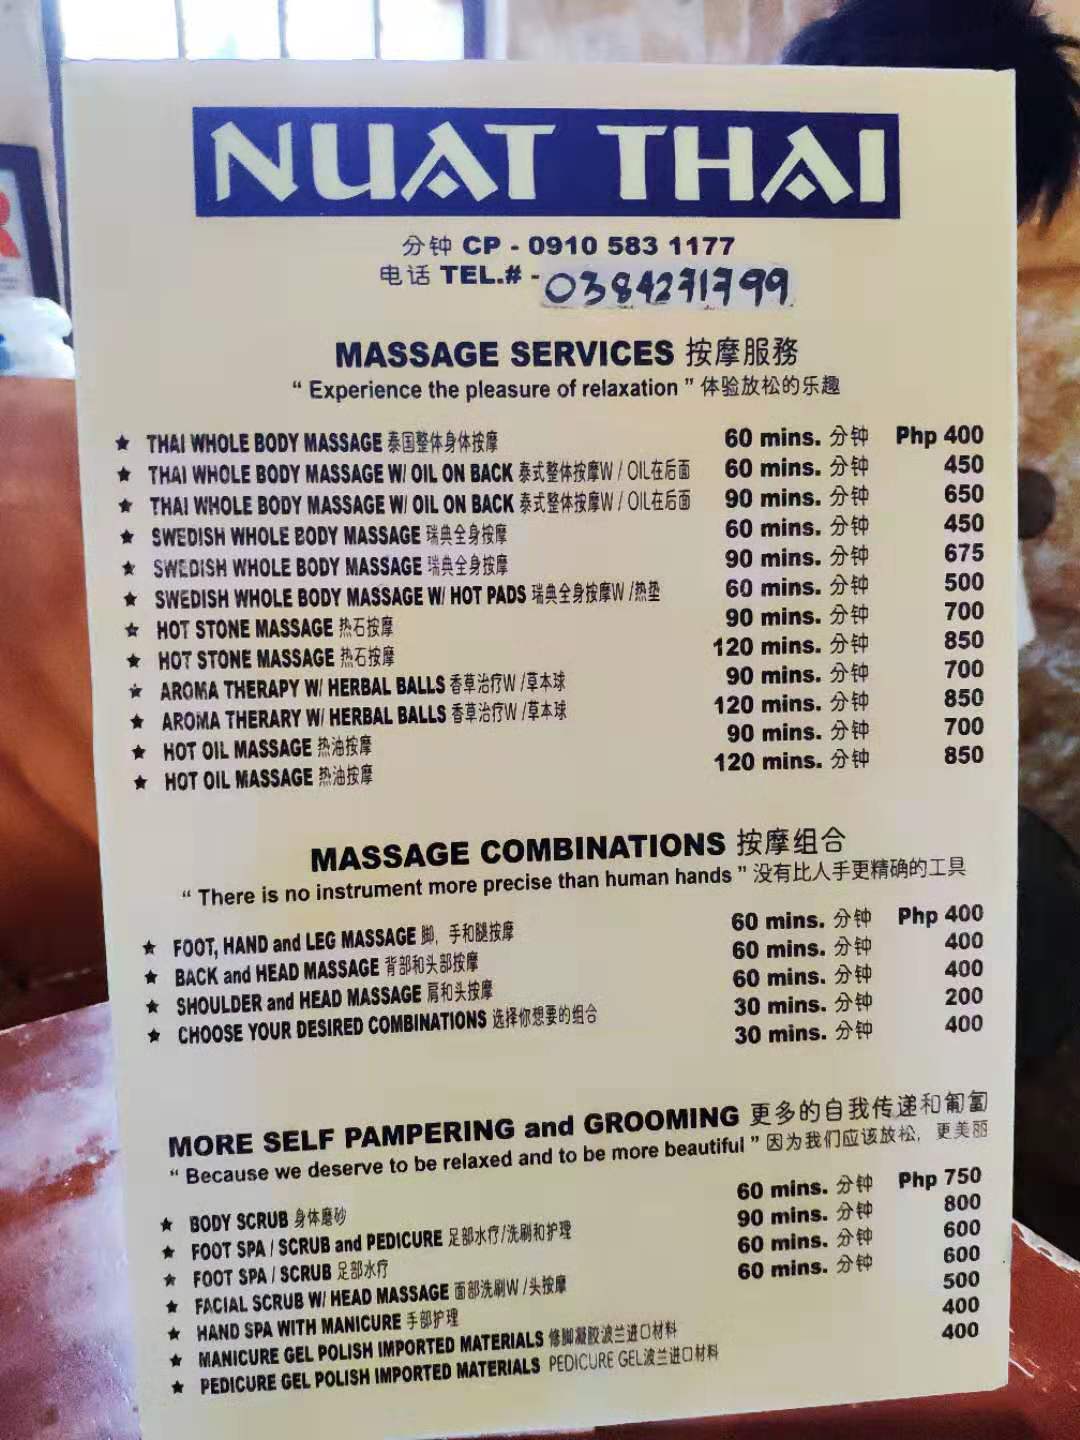 NUAT THAI
分钟 CP - 0910 583 1177
电话 TEL.# - 0384271799
MASSAGE SERVICES 按摩服務
“ Experience the pleasure of relaxation ” 体验放松的乐趣
★ THAI WHOLE BODY MASSAGE 泰国整体身体按摩 60 mins. 分钟 Php 400
★ THAI WHOLE BODY MASSAGE W/ OIL ON BACK 泰式整体按摩W / OIL在后面 60 mins. 分钟 450
★ THAI WHOLE BODY MASSAGE W/ OIL ON BACK 泰式整体按摩W / OIL在后面 90 mins. 分钟 650
★ SWEDISH WHOLE BODY MASSAGE 瑞典全身按摩 60 mins. 分钟 450
★ SWEDISH WHOLE BODY MASSAGE 瑞典全身按摩 90 mins. 分钟 675
★ SWEDISH WHOLE BODY MASSAGE W/ HOT PADS 瑞典全身按摩W /热垫 60 mins. 分钟 500
★ HOT STONE MASSAGE 热石按摩 90 mins. 分钟 700
★ HOT STONE MASSAGE 热石按摩 120 mins. 分钟 850
★ AROMA THERAPY W/ HERBAL BALLS 香草治疗W /草本球 90 mins. 分钟 700
★ AROMA THERARY W/ HERBAL BALLS 香草治疗W /草本球 120 mins. 分钟 850
★ HOT OIL MASSAGE 热油按摩 90 mins. 分钟 700
★ HOT OIL MASSAGE 热油按摩 120 mins. 分钟 850
MASSAGE COMBINATIONS 按摩组合
“ There is no instrument more precise than human hands ” 没有比人手更精确的工具
★ FOOT, HAND and LEG MASSAGE 脚，手和腿按摩 60 mins. 分钟 Php 400
★ BACK and HEAD MASSAGE 背部和头部按摩 60 mins. 分钟 400
★ SHOULDER and HEAD MASSAGE 肩和头按摩 60 mins. 分钟 400
★ CHOOSE YOUR DESIRED COMBINATIONS 选择你想要的组合 30 mins. 分钟 200
30 mins. 分钟 400
MORE SELF PAMPERING and GROOMING 更多的自我传递和匍匐
“ Because we deserve to be relaxed and to be more beautiful ” 因为我们应该放松，更美丽
★ BODY SCRUB 身体磨砂 60 mins. 分钟 Php 750
★ FOOT SPA / SCRUB and PEDICURE 足部水疗/洗刷和护理 90 mins. 分钟 800
★ FOOT SPA / SCRUB 足部水疗 60 mins. 分钟 600
★ FACIAL SCRUB W/ HEAD MASSAGE 面部洗刷W /头按摩 60 mins. 分钟 600
★ HAND SPA WITH MANICURE 手部护理 500
★ MANICURE GEL POLISH IMPORTED MATERIALS 修脚凝胶波兰进口材料 400
★ PEDICURE GEL POLISH IMPORTED MATERIALS PEDICURE GEL波兰进口材料 400